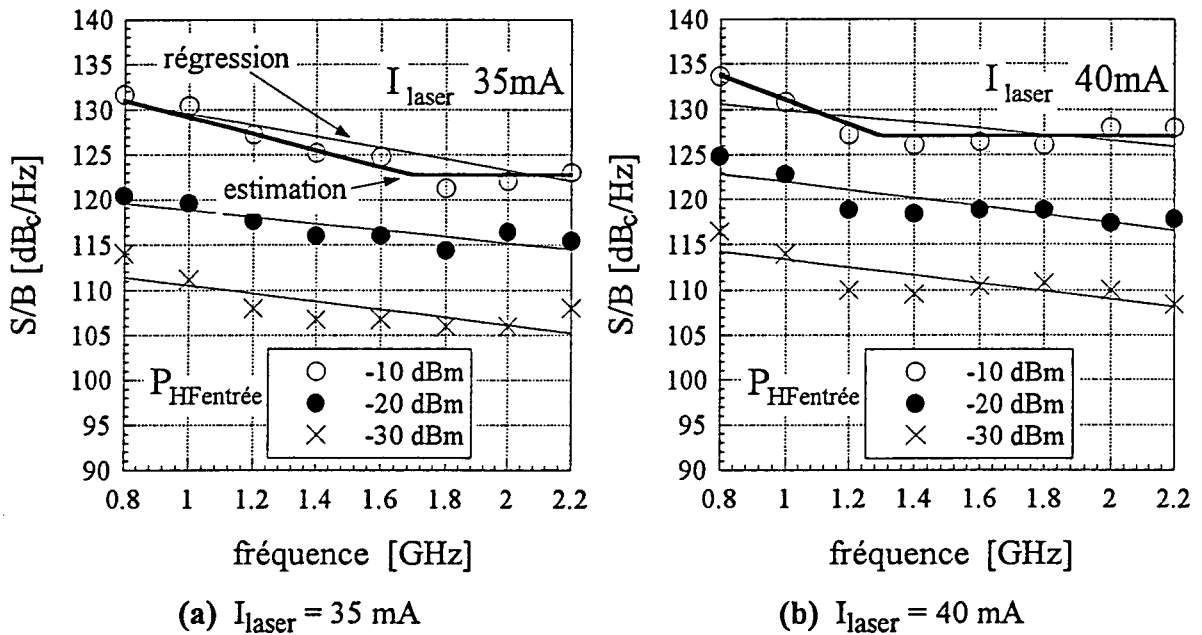 140
135
130
125
120
115
110
105
100
95
90
S/B [dBc/Hz]
régression
I laser 35mA
estimation
PHFentrée
-10 dBm
-20 dBm
-30 dBm
0.8 1 1.2 1.4 1.6 1.8 2 2.2
fréquence [GHz]
(a) Ilaser = 35 mA
140
135
130
125
120
115
110
105
100
95
90
S/B [dBc/Hz]
I laser 40mA
PHFentrée
-10 dBm
-20 dBm
-30 dBm
0.8 1 1.2 1.4 1.6 1.8 2 2.2
fréquence [GHz]
(b) Ilaser = 40 mA